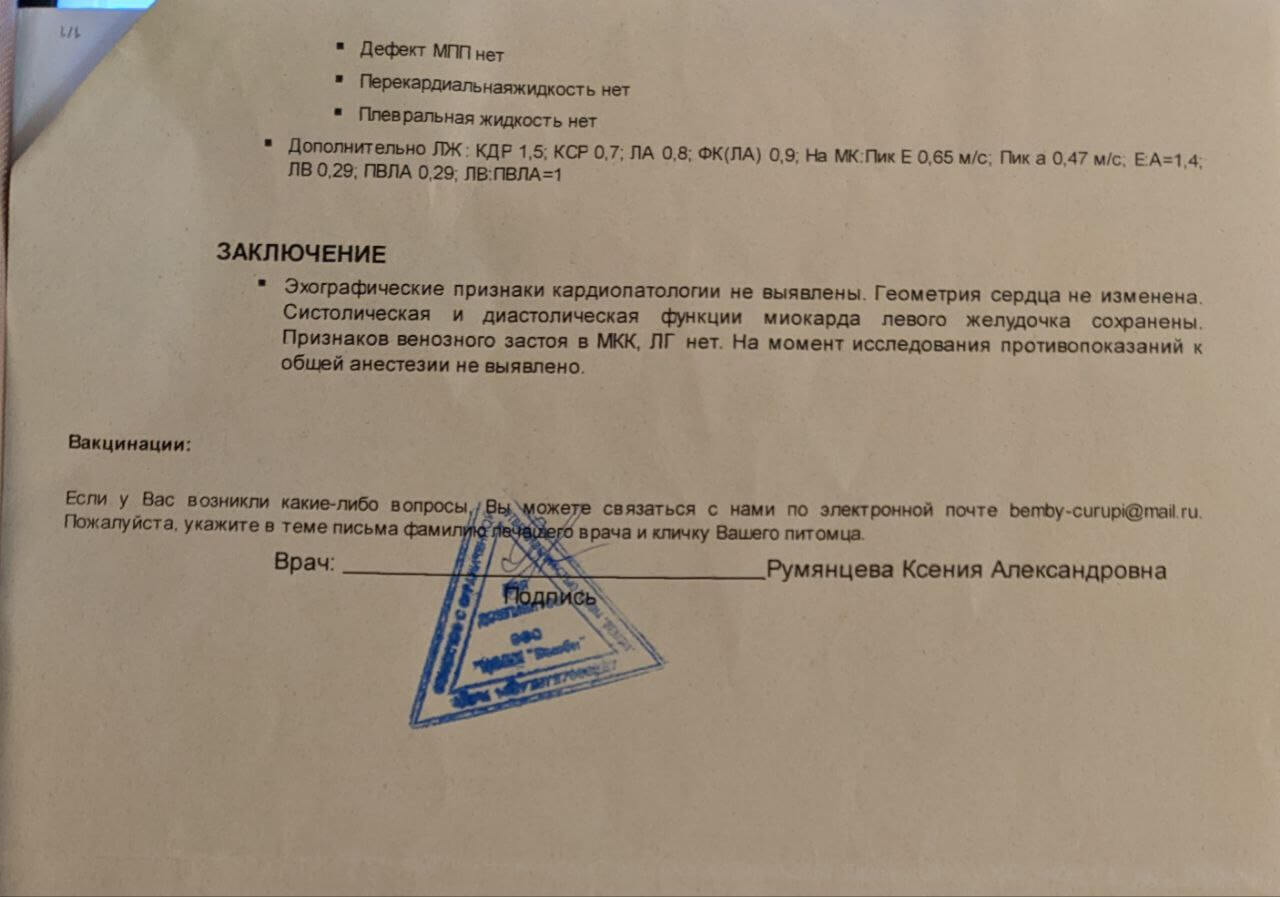 1/1
Дефект МПП нет
Перекардиальнаяжидкость нет
Плевральная жидкость нет
Дополнительно ЛЖ: КДР 1,5; КСР 0,7; ЛА 0,8; ФК(ЛА) 0,9; На МК:Пик Е 0,65 м/с; Пик а 0,47 м/с; Е:А=1,4;
ЛВ 0,29; ПВЛА 0,29; ЛВ:ПВЛА=1
ЗАКЛЮЧЕНИЕ
Эхографические признаки кардиопатологии не выявлены. Геометрия сердца не изменена.
Систолическая и диастолическая функции миокарда левого желудочка сохранены.
Признаков венозного застоя в МКК, ЛГ нет. На момент исследования противопоказаний к
общей анестезии не выявлено.
Вакцинации:
Если у Вас возникли какие-либо вопросы, Вы можете связаться с нами по электронной почте bemby-curupi@mail.ru.
Пожалуйста, укажите в теме письма фамилию лечащего врача и кличку Вашего питомца.
Врач: Румянцева Ксения Александровна
Подпись
ООО